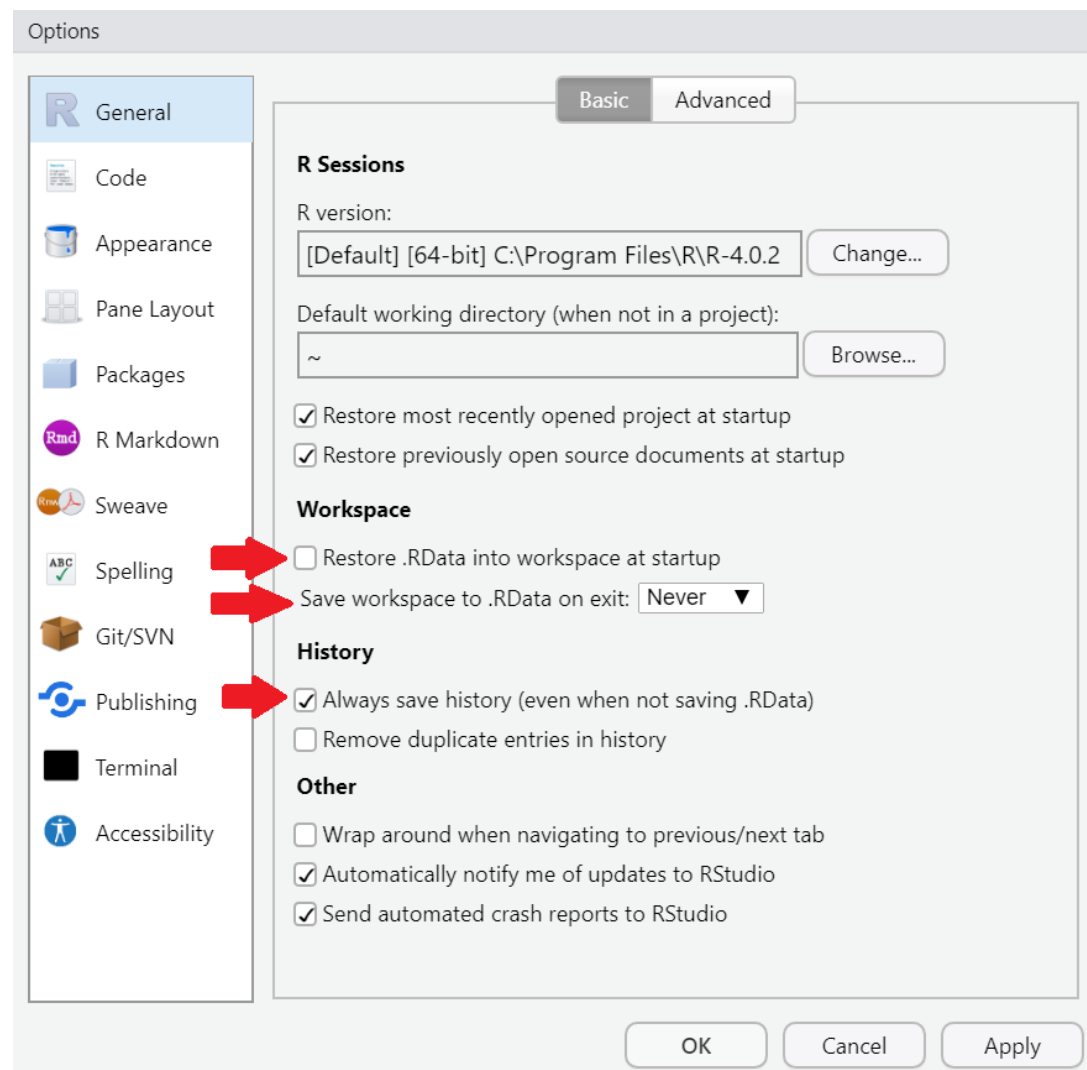 Options
General
Code
Appearance
Pane Layout
Packages
Rmd R Markdown
Rnw Sweave
ABC Spelling
Git/SVN
Publishing
Terminal
Accessibility
Basic Advanced
R Sessions
R version:
[Default] [64-bit] C:\Program Files\R\R-4.0.2 Change...
Default working directory (when not in a project):
~ Browse...
Restore most recently opened project at startup
Restore previously open source documents at startup
Workspace
Restore .RData into workspace at startup
Save workspace to .RData on exit: Never
History
Always save history (even when not saving .RData)
Remove duplicate entries in history
Other
Wrap around when navigating to previous/next tab
Automatically notify me of updates to RStudio
Send automated crash reports to RStudio
OK Cancel Apply